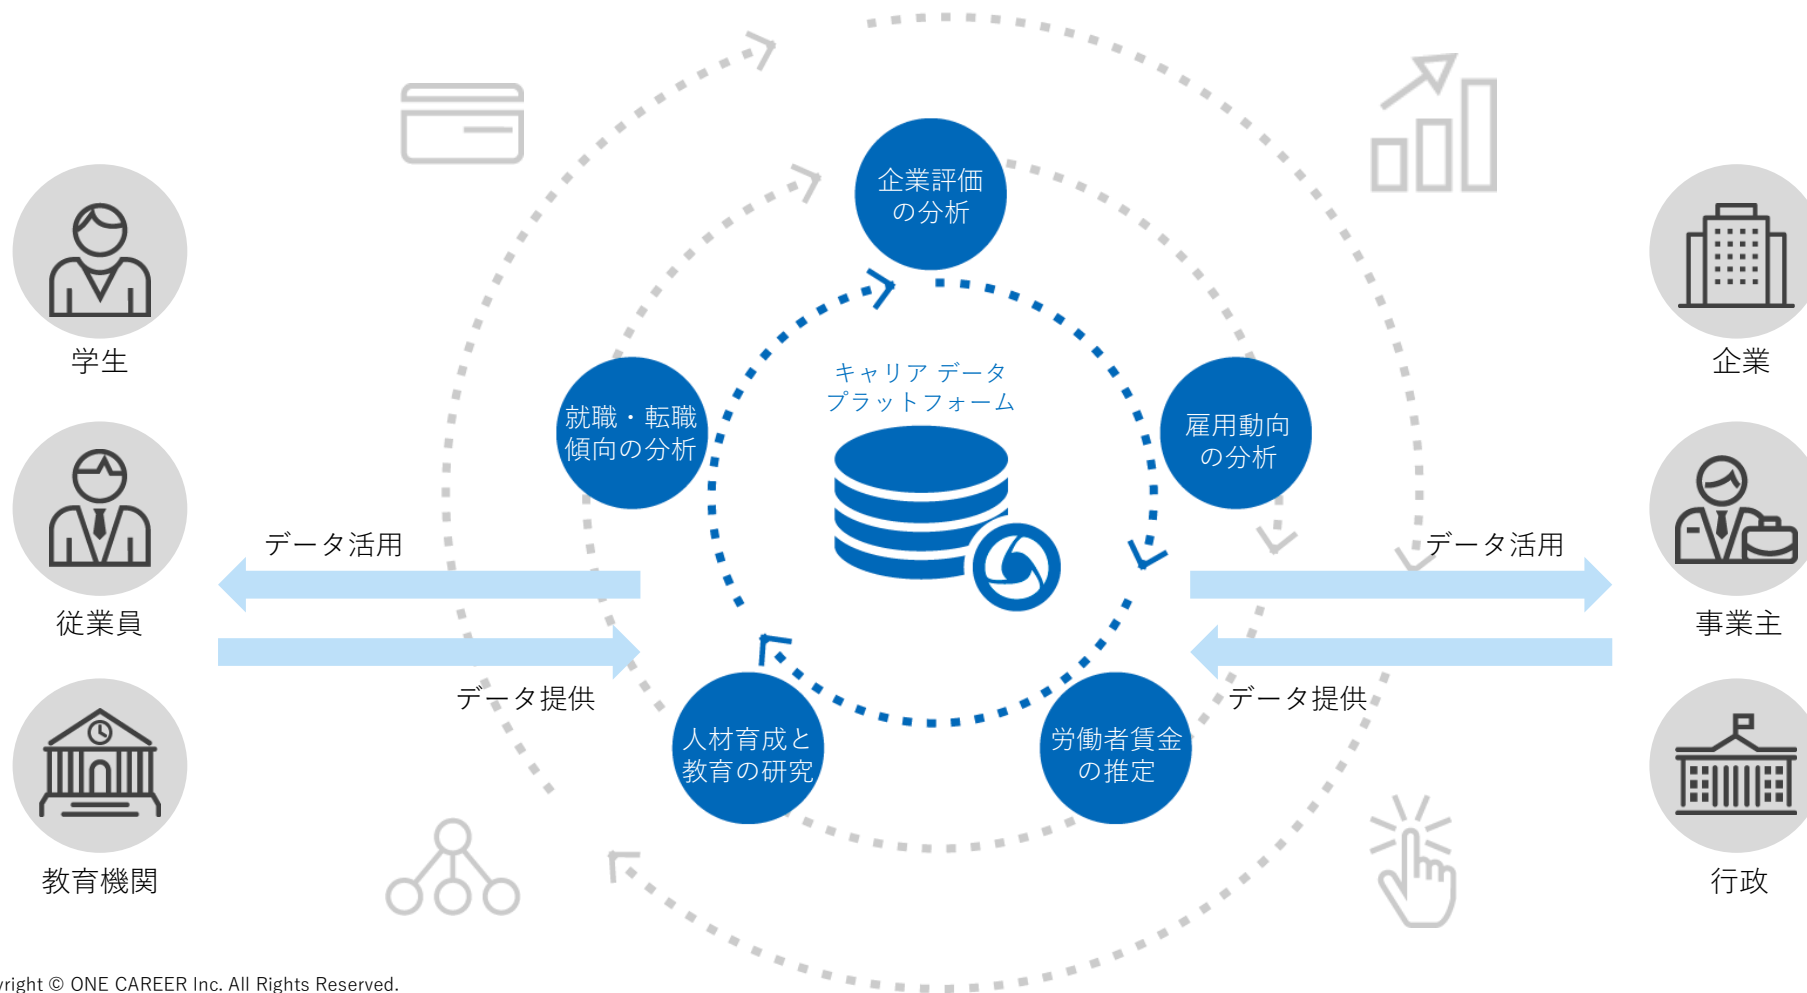 企業評価
の分析
学生
企業
キャリア データ
プラットフォーム
就職・転職
傾向の分析
雇用動向
の分析
データ活用
データ活用
従業員
事業主
データ提供
データ提供
人材育成と
教育の研究
労働者賃金
の推定
教育機関
行政
yright © ONE CAREER Inc. All Rights Reserved.